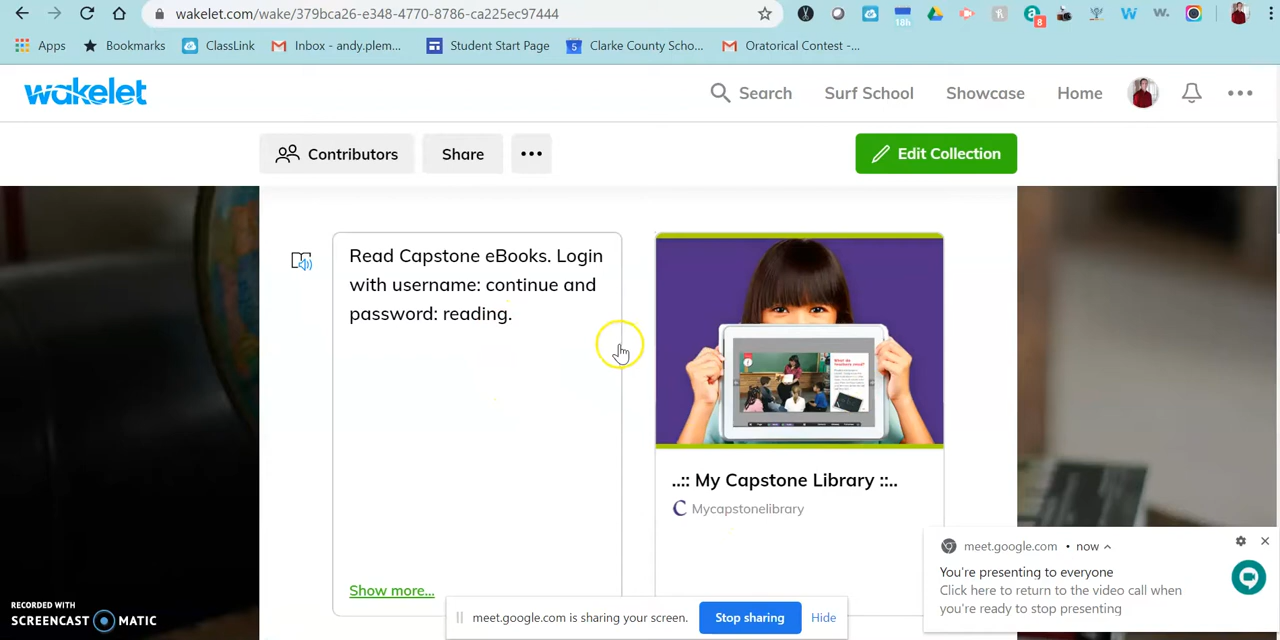 wakelet.com/wake/379bca26-e348-4770-8786-ca225ec97444
18h
8
Apps
Bookmarks
ClassLink
Inbox - andy.plem...
Student Start Page
5
Clarke County Scho...
Oratorical Contest -...
wakelet
Search
Surf School
Showcase
Home
Contributors
Share
Edit Collection
Read Capstone eBooks. Login
with username: continue and
password: reading.
Show more...
..:: My Capstone Library ::..
Mycapstonelibrary
meet.google.com • now
You're presenting to everyone
Click here to return to the video call when
you're ready to stop presenting
RECORDED WITH
SCREENCAST MATIC
meet.google.com is sharing your screen.
Stop sharing
Hide